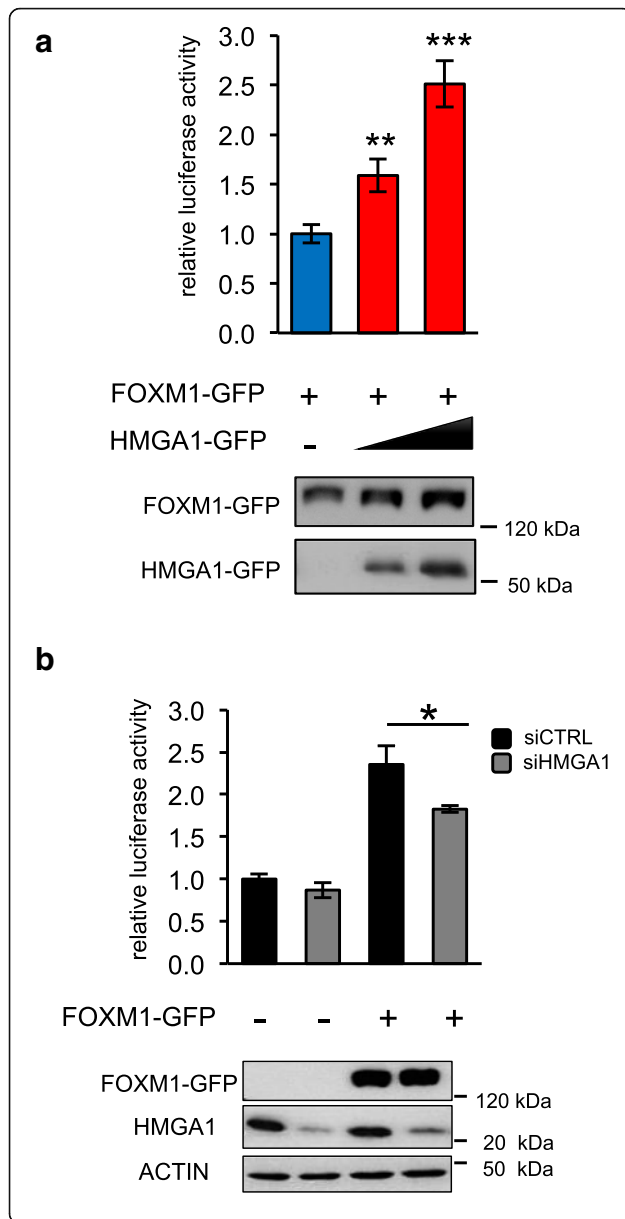 a
relative luciferase activity
3.0
2.5
2.0
1.5
1.0
0.5
0.0
**
***
FOXM1-GFP + + +
HMGA1-GFP -
FOXM1-GFP
120 kDa
HMGA1-GFP
50 kDa
b
relative luciferase activity
3.0
2.5
2.0
1.5
1.0
0.5
0.0
*
siCTRL
siHMGA1
FOXM1-GFP - - + +
FOXM1-GFP
120 kDa
HMGA1
20 kDa
ACTIN
50 kDa